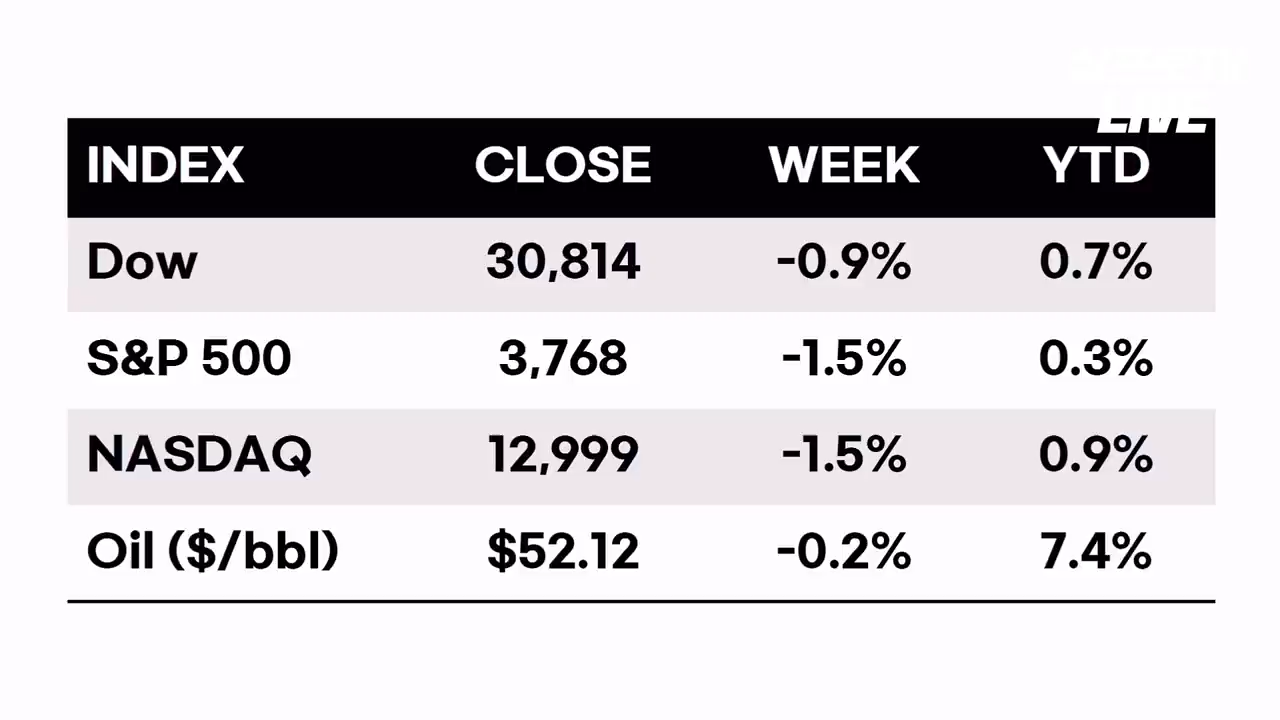 LIVE
INDEX CLOSE WEEK YTD
Dow 30,814 -0.9% 0.7%
S&P 500 3,768 -1.5% 0.3%
NASDAQ 12,999 -1.5% 0.9%
Oil ($/bbl) $52.12 -0.2% 7.4%